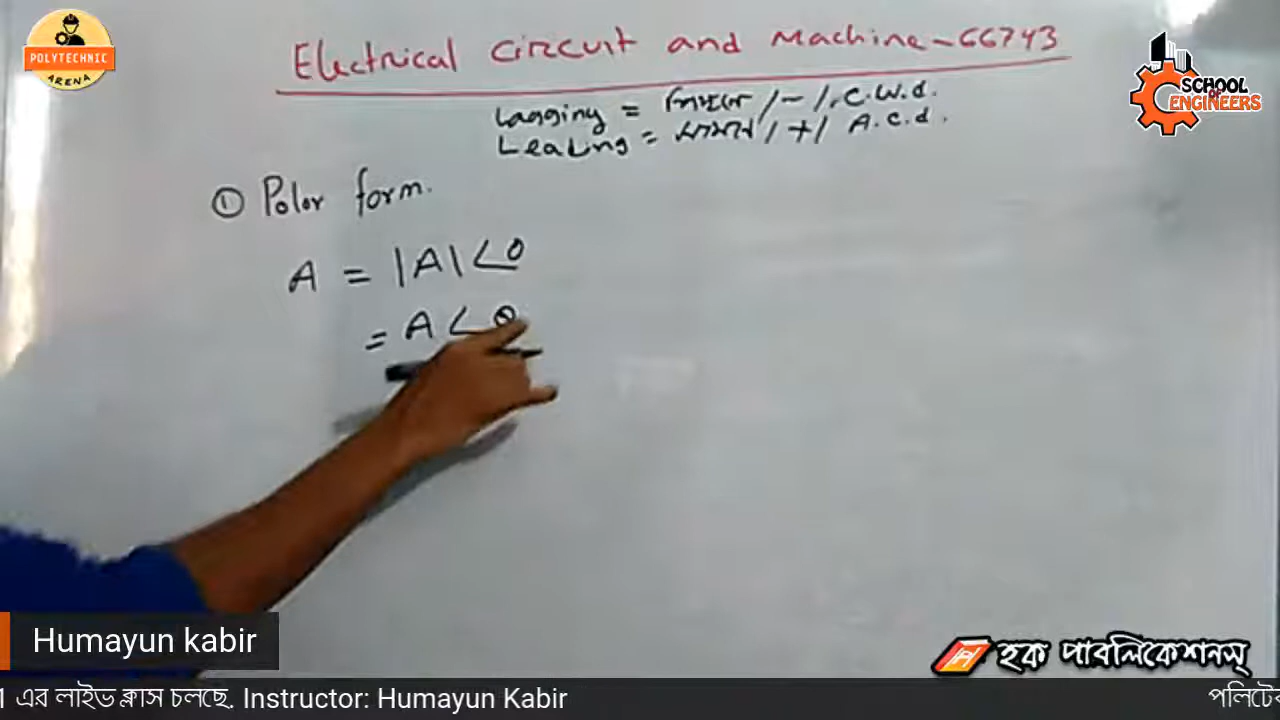 POLYTECHNIC
ARENA
Electrical Circuit and Machine-66743
SCHOOL
OF
ENGINEERS
Lagging = পিছনে / - / C.W.d.
Leading = সামনে / + / A.C.d.
① Polar form.
A = |A|∠θ
= A∠θ
Humayun kabir
হক পাবলিকেশনস্
1 এর লাইভ ক্লাস চলছে. Instructor: Humayun Kabir